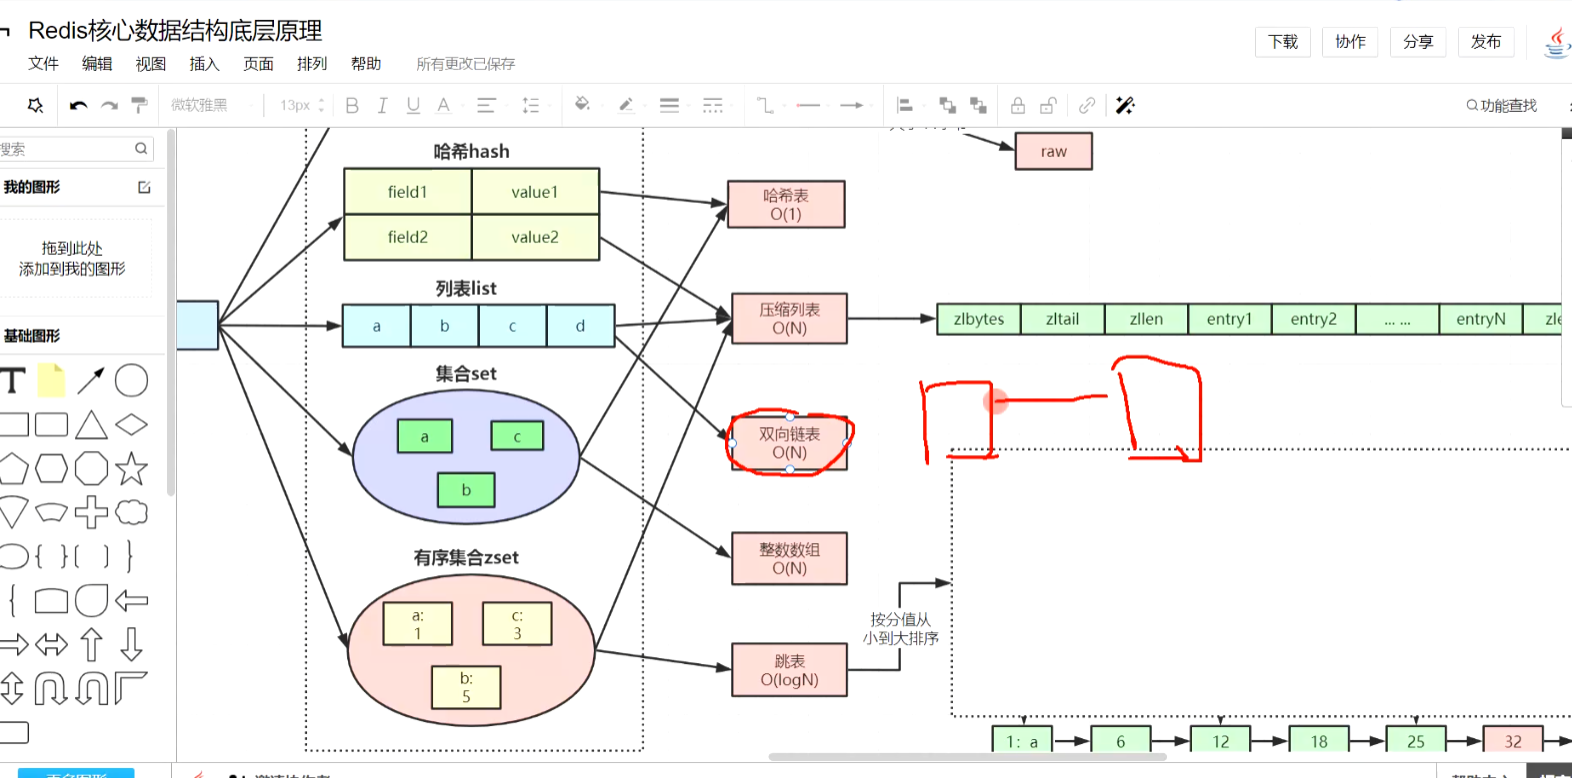 Redis核心数据结构底层原理
文件 编辑 视图 插入 页面 排列 帮助 所有更改已保存
下载 协作 分享 发布
微软雅黑 13px B I U A
功能查找
搜索
我的图形
拖到此处
添加到我的图形
基础图形
T
raw
哈希hash
field1 value1
field2 value2
哈希表
O(1)
列表list
a b c d
压缩列表
O(N)
zlbytes zltail zllen entry1 entry2 ... ... entryN
集合set
a c
b
双向链表
O(N)
整数数组
O(N)
有序集合zset
a:
1
c:
3
b:
5
按分值从
小到大排序
跳表
O(logN)
1: a 6 12 18 25 32